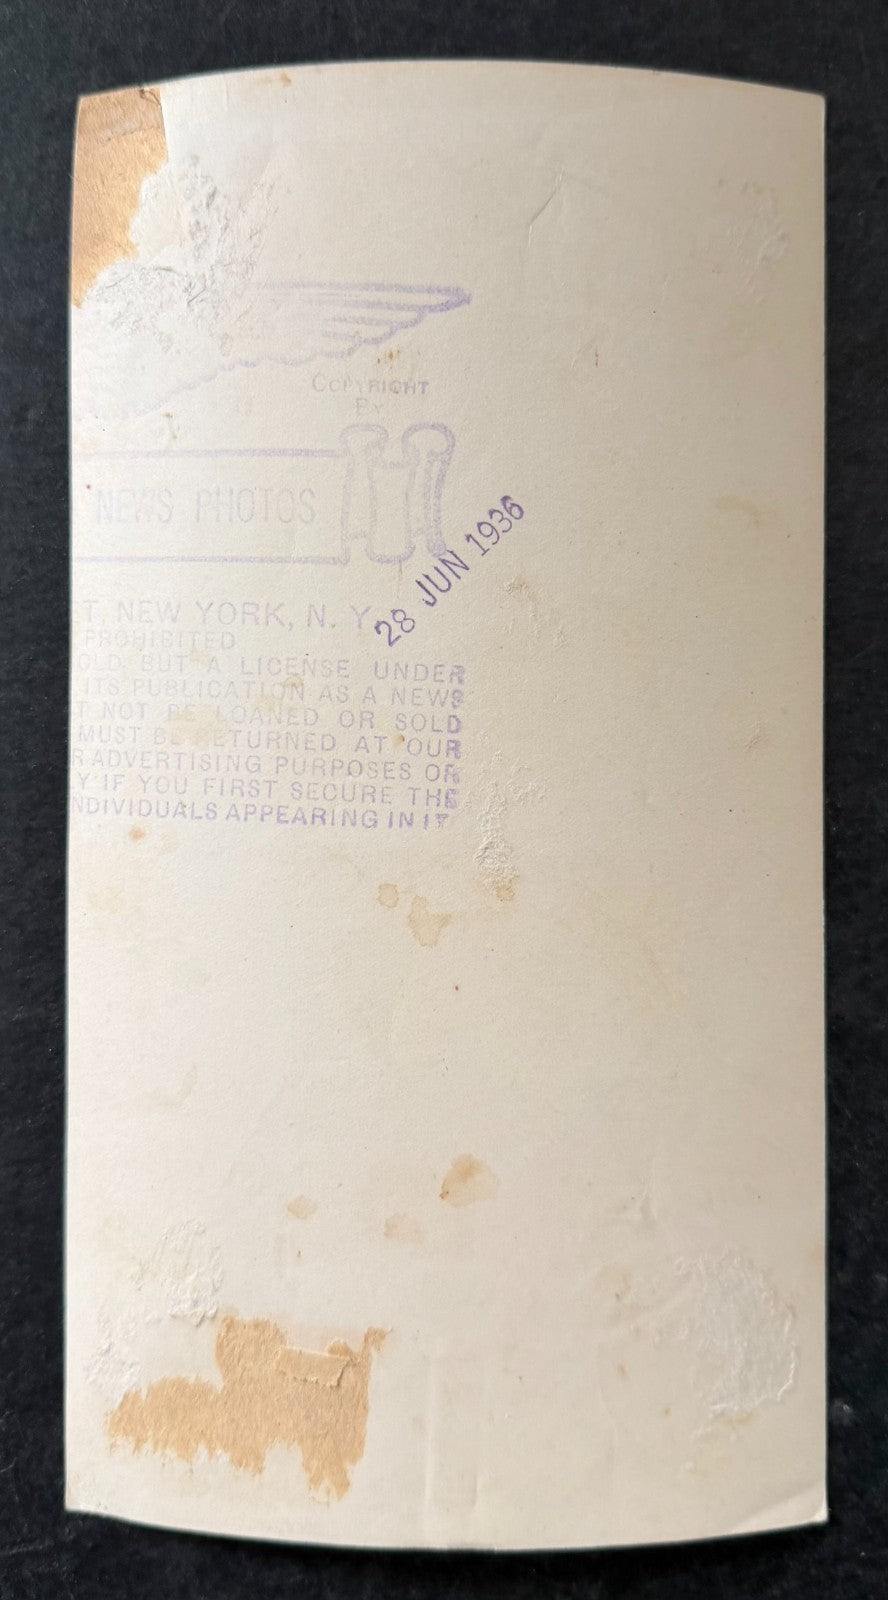 COPYRIGHT
BY
NEWS PHOTOS
28 JUN 1936
T, NEW YORK, N. Y.
PROHIBITED
OLD BUT A LICENSE UNDER
ITS PUBLICATION AS A NEWS
T NOT BE LOANED OR SOLD
MUST BE ETURNED AT OUR
R ADVERTISING PURPOSES OR
LY IF YOU FIRST SECURE THE
NDIVIDUALS APPEARING IN IT